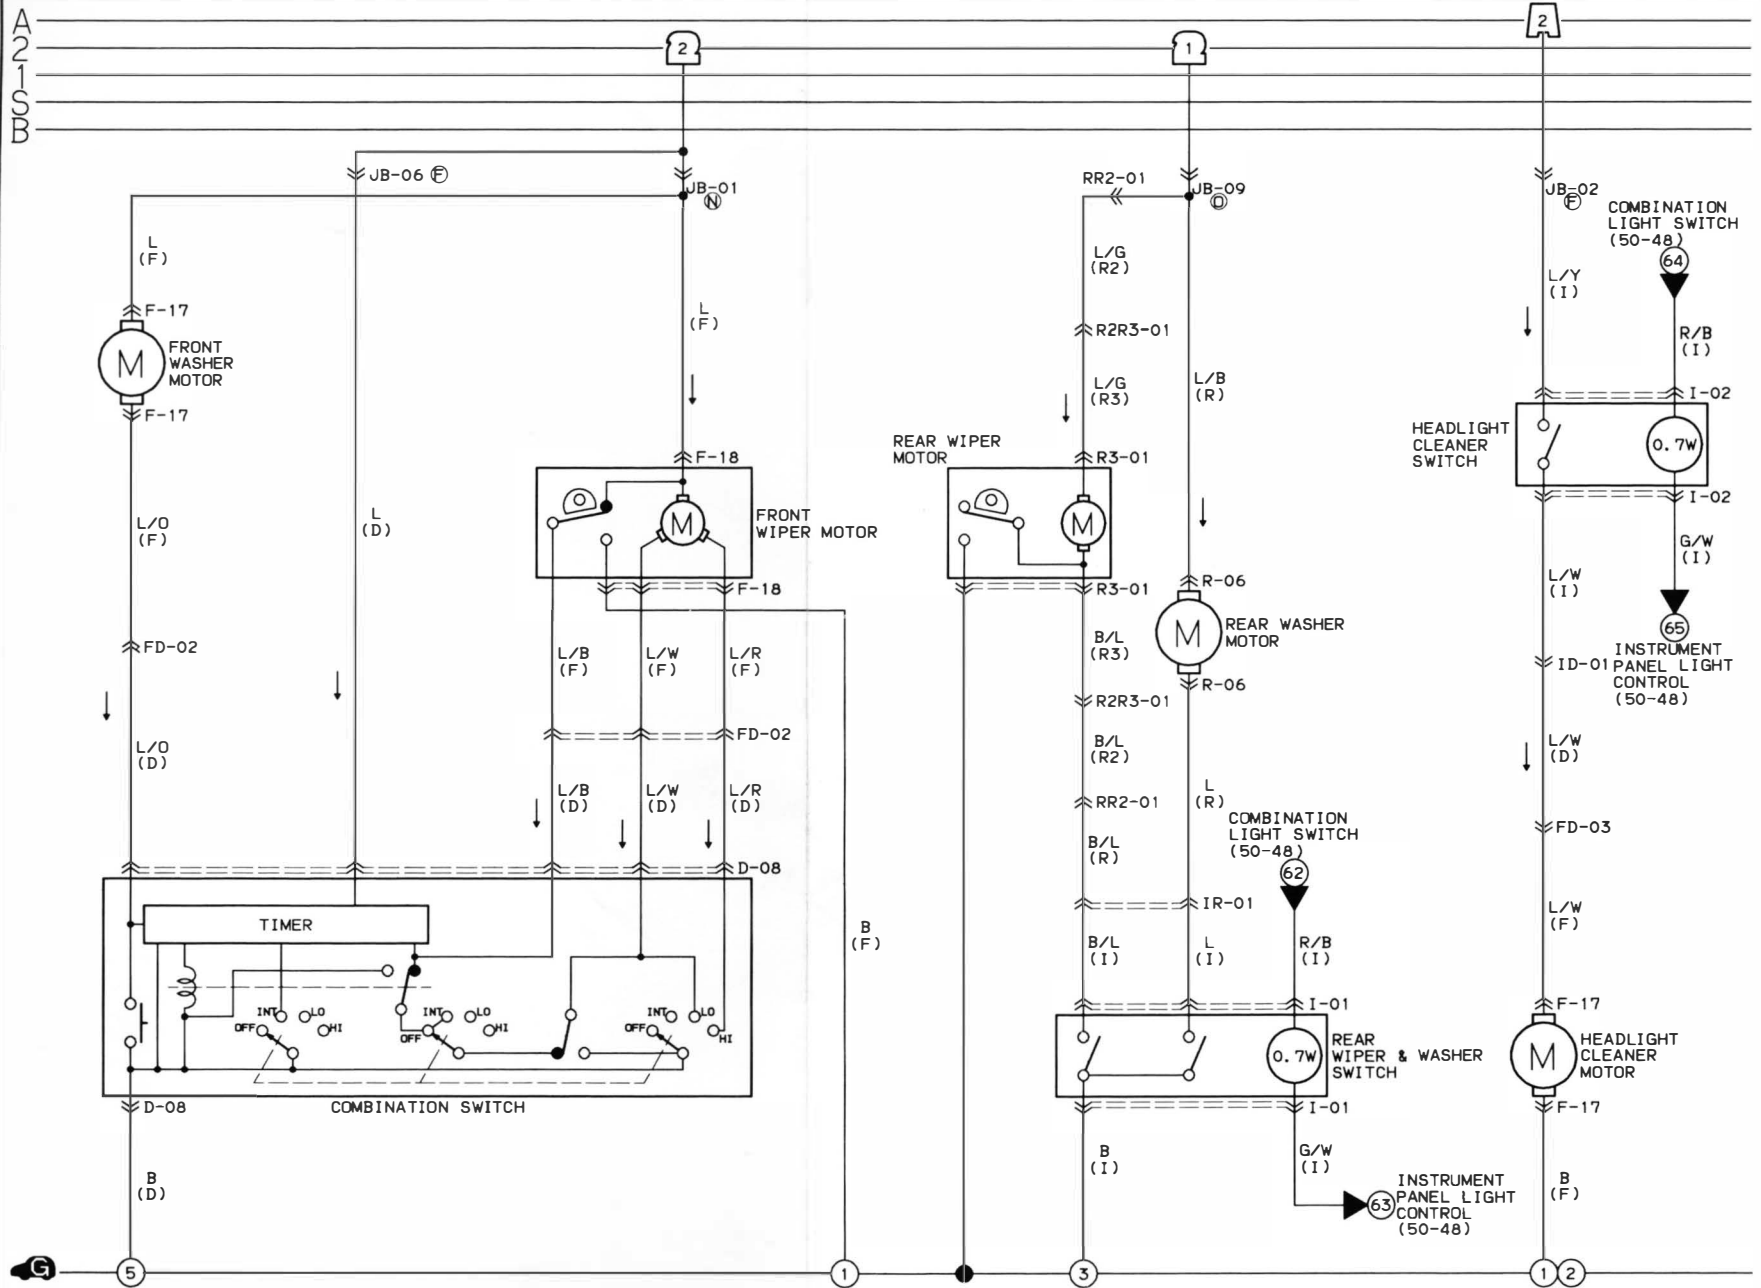 A
2
1
S
B
2
1
2
JB-06 Ⓕ
JB-01
Ⓝ
RR2-01
JB-09
Ⓞ
JB-02
Ⓕ
COMBINATION
LIGHT SWITCH
(50-48)
64
L
(F)
L/G
(R2)
L/Y
(I)
F-17
L
(F)
R2R3-01
R/B
(I)
M
FRONT
WASHER
MOTOR
L/G
(R3)
L/B
(R)
I-02
F-17
HEADLIGHT
CLEANER
SWITCH
0.7W
REAR WIPER
MOTOR
F-18
R3-01
I-02
L/O
(F)
L
(D)
M
FRONT
WIPER MOTOR
M
G/W
(I)
F-18
R3-01
R-06
L/W
(I)
65
INSTRUMENT
PANEL LIGHT
CONTROL
(50-48)
M
REAR WASHER
MOTOR
FD-02
L/B
(F)
L/W
(F)
L/R
(F)
B/L
(R3)
ID-01
R-06
R2R3-01
FD-02
L/O
(D)
B/L
(R2)
L/W
(D)
L/B
(D)
L/W
(D)
L/R
(D)
RR2-01
L
(R)
COMBINATION
LIGHT SWITCH
(50-48)
62
FD-03
B/L
(R)
D-08
IR-01
L/W
(F)
TIMER
B
(F)
B/L
(I)
L
(I)
R/B
(I)
I-01
F-17
OFF
INT
LO
HI
OFF
INT
LO
HI
OFF
INT
LO
HI
0.7W
REAR
WIPER & WASHER
SWITCH
M
HEADLIGHT
CLEANER
MOTOR
D-08
COMBINATION SWITCH
I-01
F-17
B
(D)
B
(I)
G/W
(I)
63
INSTRUMENT
PANEL LIGHT
CONTROL
(50-48)
B
(F)
G
5
1
3
1
2